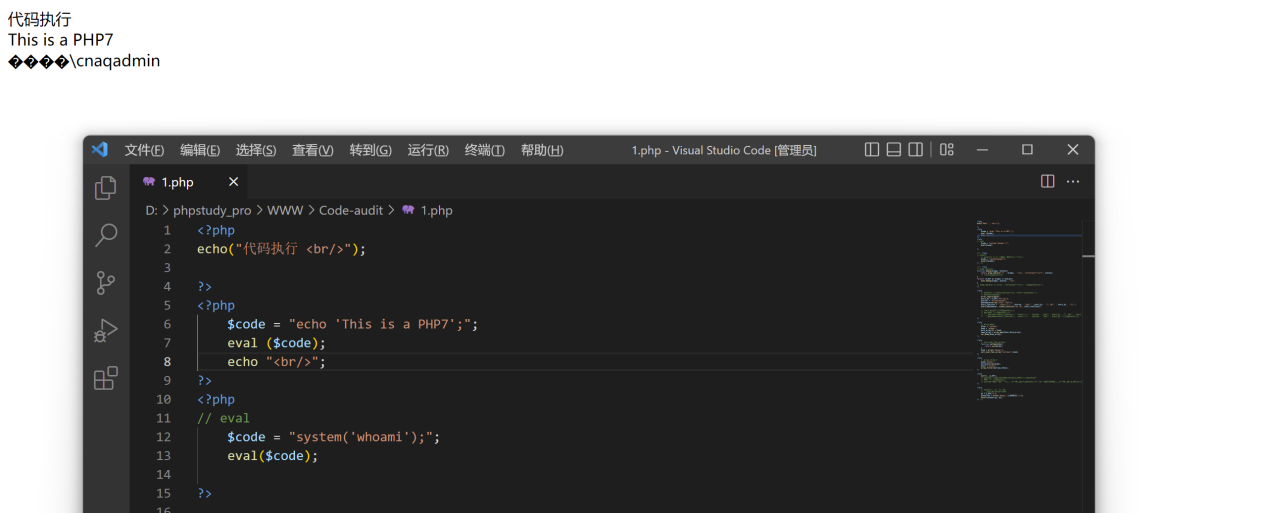 代码执行
This is a PHP7
����\cnaqadmin
文件(F) 编辑(E) 选择(S) 查看(V) 转到(G) 运行(R) 终端(T) 帮助(H) 1.php - Visual Studio Code [管理员]
1.php
D: > phpstudy_pro > WWW > Code-audit > 1.php
1 <?php
2 echo("代码执行 <br/>");
3
4 ?>
5 <?php
6 $code = "echo 'This is a PHP7';";
7 eval ($code);
8 echo "<br/>";
9 ?>
10 <?php
11 // eval
12 $code = "system('whoami');";
13 eval($code);
14
15 ?>
16